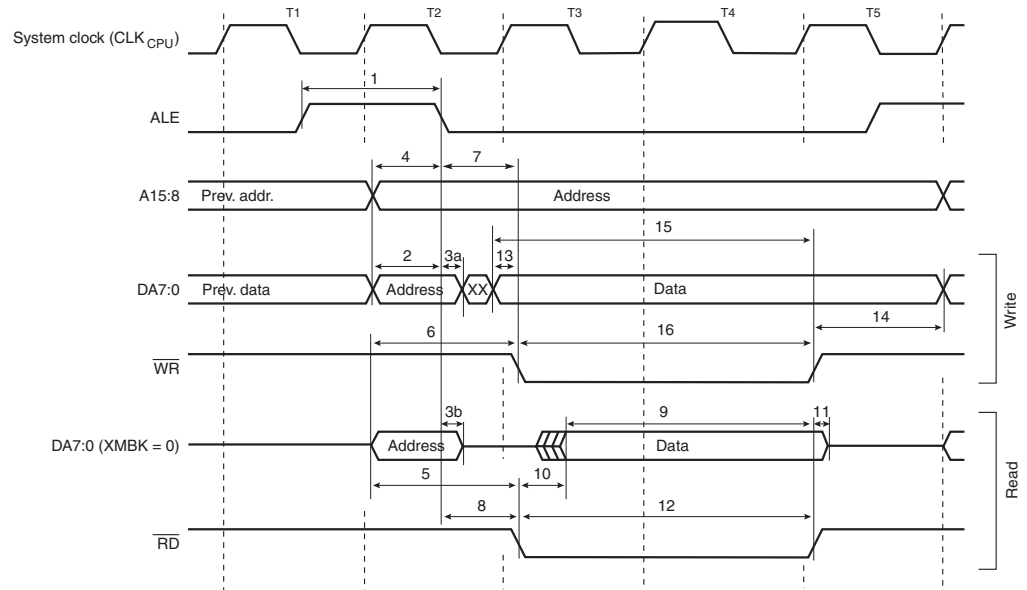 T1 T2 T3 T4 T5
System clock (CLKCPU)
1
ALE
4 7
A15:8 Prev. addr. Address
15
2 3a 13
DA7:0 Prev. data Address XX Data
14
6 16
WR
Write
3b 9 11
DA7:0 (XMBK = 0) Address Data
5 10
8 12
RD
Read